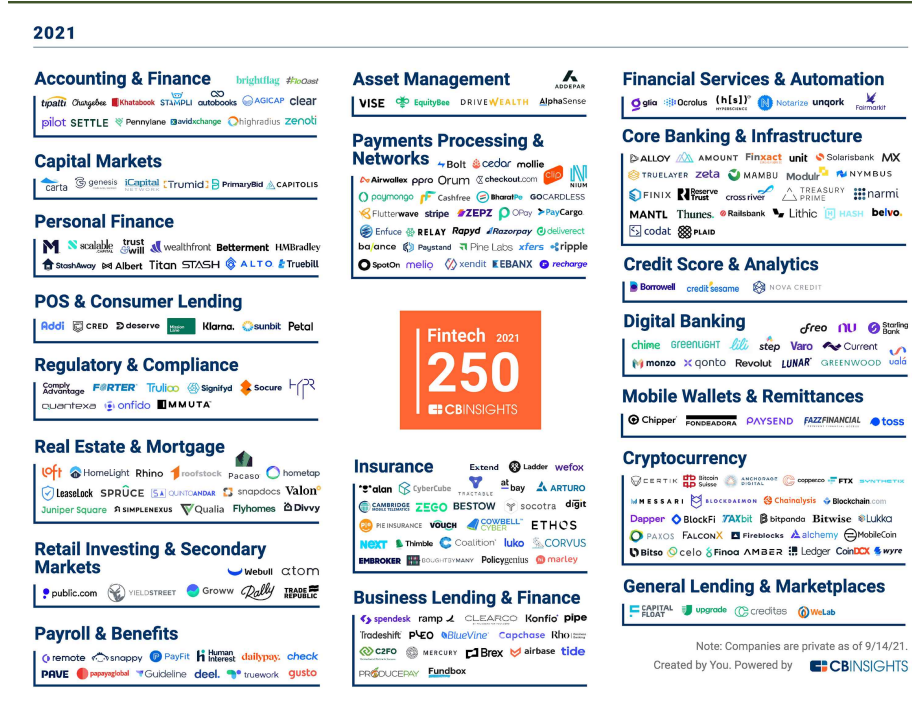 2021
Accounting & Finance
brightflag FloQast
tipalti Chargebee Khatabook STAMPLI autobooks AGICAP clear
pilot SETTLE Pennylane avidxchange highradius zenoti
Capital Markets
carta genesis iCapital NETWORK Trumid PrimaryBid CAPITOLIS
Personal Finance
M scalable CAPITAL trust & will wealthfront Betterment HMBradley
StashAway Albert Titan STASH ALTO Truebill
POS & Consumer Lending
Addi CRED deserve Mission Lane Klarna. sunbit Petal
Regulatory & Compliance
Comply Advantage FORTER Trulioo Signifyd Socure HYPR
quantexa onfido IMMUTA
Real Estate & Mortgage
loft HomeLight Rhino roofstock Pacaso hometap
LeaseLock SPRUCE QUINTOANDAR snapdocs Valon
Juniper Square SIMPLENEXUS Qualia Flyhomes Divvy
Retail Investing & Secondary
Markets
Webull atom
public.com YIELDSTREET Groww Rally TRADE REPUBLIC
Payroll & Benefits
remote snappy PayFit Human Interest dailypay. check
PAVE papayaglobal Guideline deel. truework gusto
Asset Management
ADDEPAR
VISE EquityBee DRIVEWEALTH AlphaSense
Payments Processing &
Networks
Bolt cedar mollie
Airwallex ppro Orum checkout.com clip NIUM
paymongo Cashfree BharatPe GOCARDLESS
Flutterwave stripe ZEPZ OPay PayCargo
Enfuce RELAY Rapyd Razorpay deliverect
balance Paystand Pine Labs xfers ripple
SpotOn melio xendit EBANX recharge
Fintech 2021
250
CBINSIGHTS
Insurance
Extend Ladder wefox
alan CyberCube TRACTABLE at bay ARTURO
CAMBRIDGE MOBILE TELEMATICS ZEGO BESTOW socotra digit
PIE INSURANCE VOUCH COWBELL CYBER ETHOS
NEXT Thimble Coalition luko CORVUS
EMBROKER BOUGHTBYMANY Policygenius marley
Business Lending & Finance
spendesk ramp CLEARCO Konfio pipe
Tradeshift PLEO BlueVine Capchase Rho
C2FO MERCURY Brex airbase tide
PRODUCEPAY Fundbox
Financial Services & Automation
glia Ocrolus (h[s]) HYPERSCIENCE Notarize unqork Fairmarkit
Core Banking & Infrastructure
ALLOY AMOUNT Finxact unit Solarisbank MX
TRUELAYER zeta MAMBU Modulr NYMBUS
FINIX Reserve Trust cross river TREASURY PRIME narmi
MANTL Thunes. Railsbank Lithic HASH belvo.
codat PLAID
Credit Score & Analytics
Borrowell credit sesame NOVA CREDIT
Digital Banking
freo NU Starling Bank
chime GREENLIGHT lili step Varo Current
monzo qonto Revolut LUNAR GREENWOOD ualá
Mobile Wallets & Remittances
Chipper FONDEADORA PAYSEND FAZZFINANCIAL toss
Cryptocurrency
CERTIK Bitcoin Suisse ANCHORAGE DIGITAL copper.co FTX SYNTHETIX
MESSARI BLOCKDAEMON Chainalysis Blockchain.com
Dapper BlockFi TAXbit bitpanda Bitwise Lukka
PAXOS FALCONX Fireblocks alchemy MobileCoin
Bitso celo Finoa AMBER Ledger CoinDCX wyre
General Lending & Marketplaces
CAPITAL FLOAT upgrade creditas WeLab
Note: Companies are private as of 9/14/21.
Created by You. Powered by CBINSIGHTS